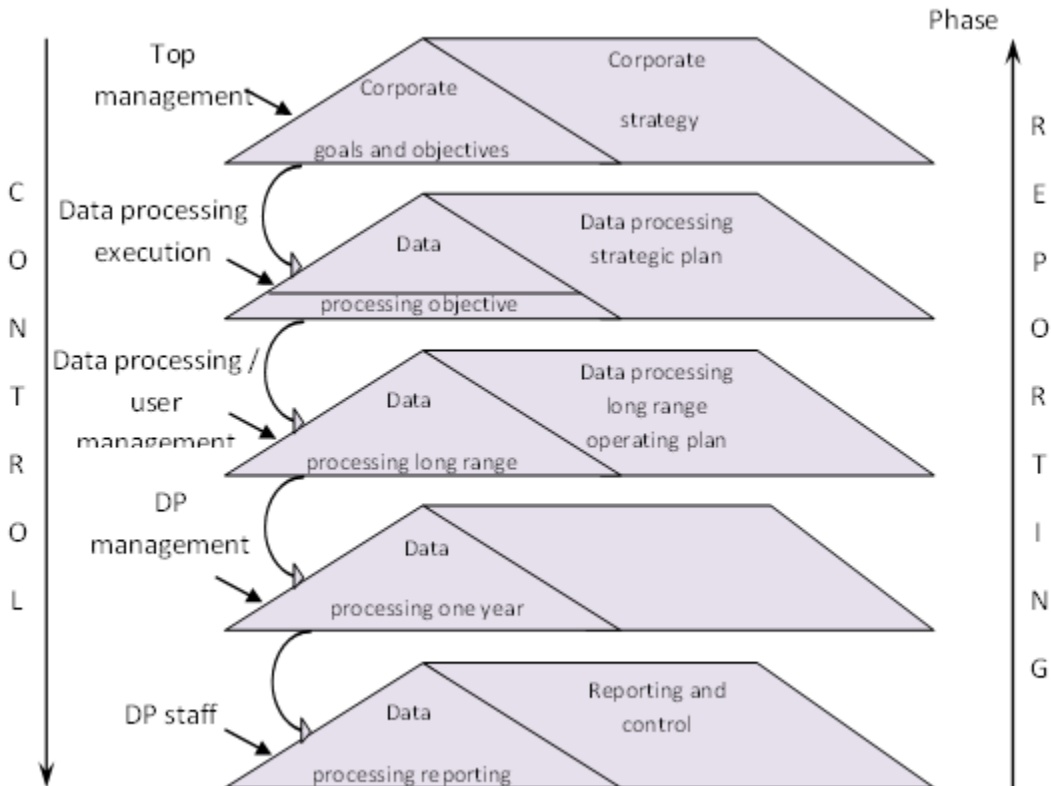 Phase
Top
management
Corporate
goals and objectives
Corporate
strategy
Data processing
execution
Data
processing objective
Data processing
strategic plan
Data processing /
user
management
Data
processing long range
Data processing
long range
operating plan
DP
management
Data
processing one year
DP staff
Data
processing reporting
Reporting and
control
C
O
N
T
R
O
L
R
E
P
O
R
T
I
N
G